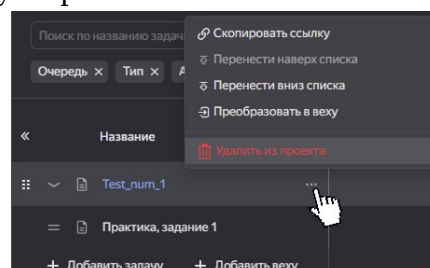 Скопировать ссылку
Поиск по названию задач
Перенести наверх списка
Очередь × Тип ×
Перенести вниз списка
Преобразовать в веху
« Название
Удалить из проекта
Test_num_1 ...
Практика, задание 1
+ Добавить задачу + Добавить веху